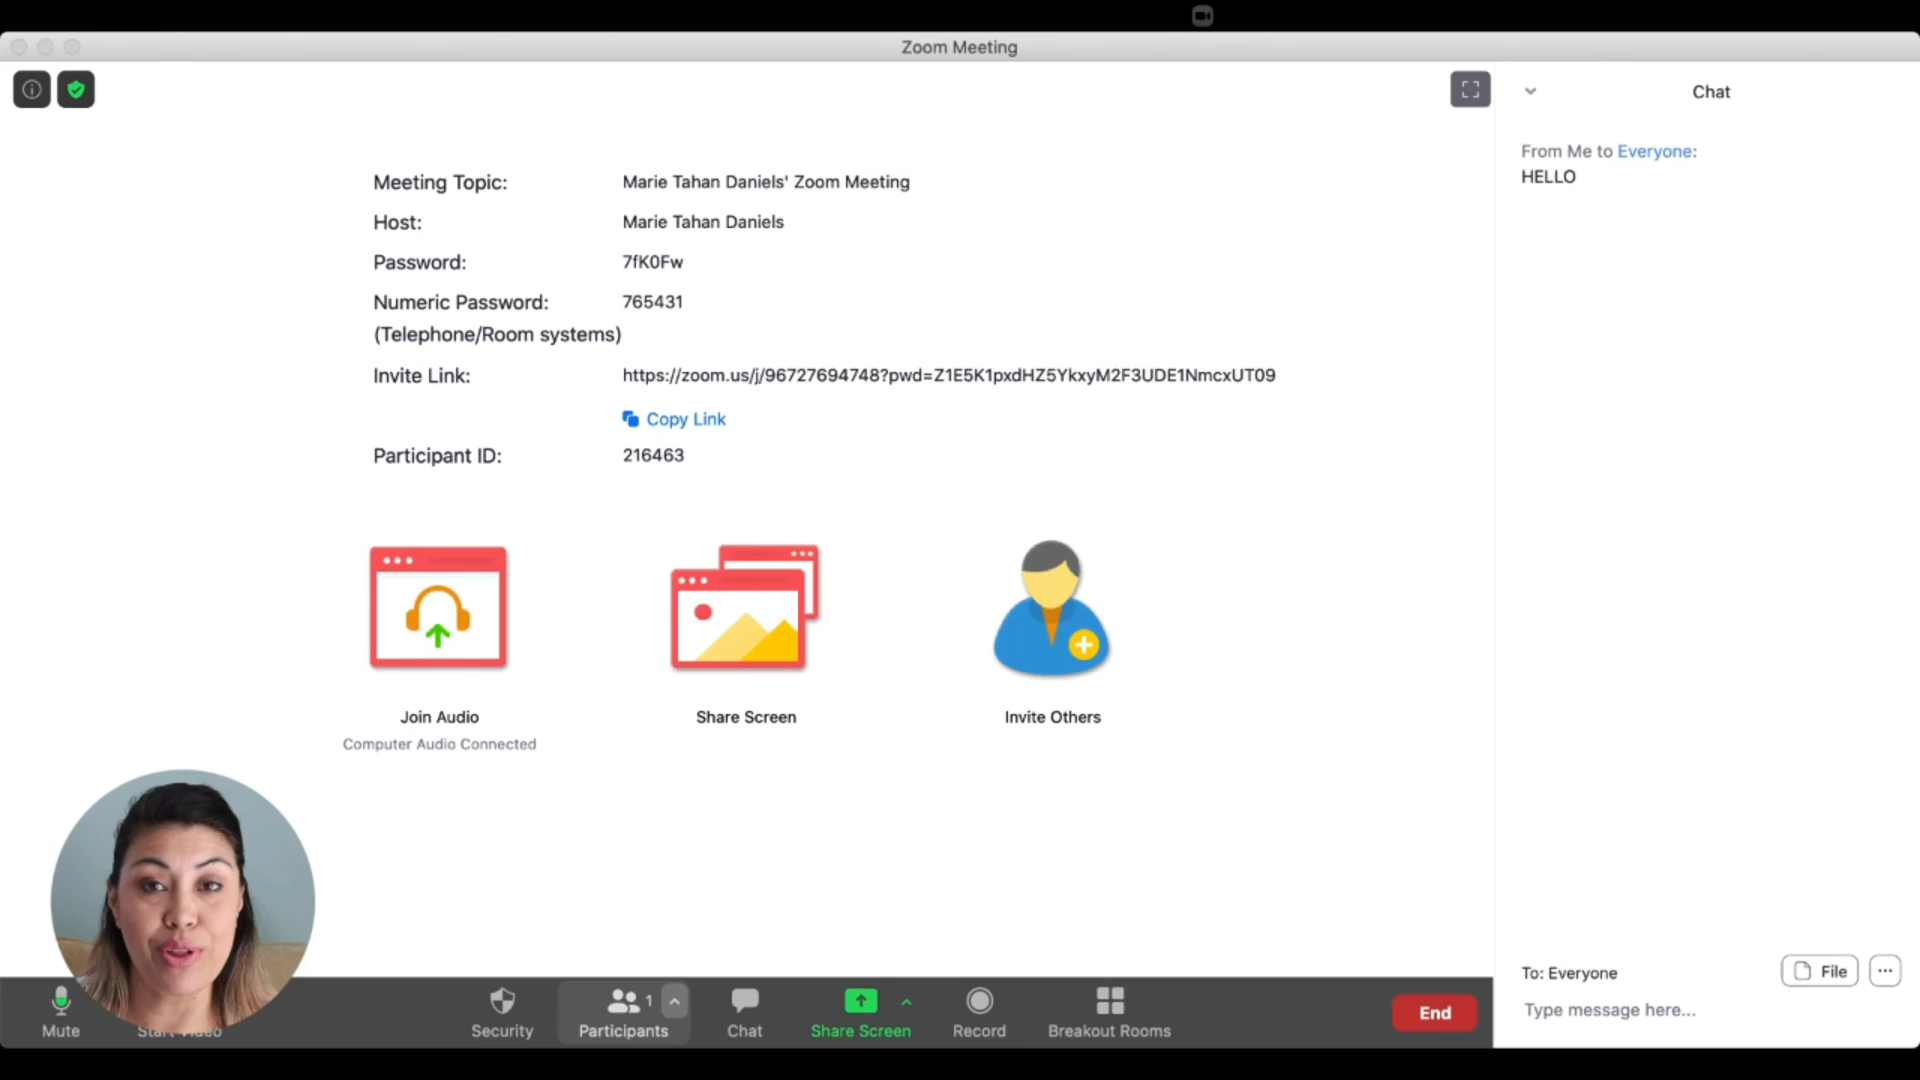 Zoom Meeting
Meeting Topic: Marie Tahan Daniels' Zoom Meeting
Host: Marie Tahan Daniels
Password: 7fK0Fw
Numeric Password: 765431
(Telephone/Room systems)
Invite Link: https://zoom.us/j/96727694748?pwd=Z1E5K1pxdHZ5YkxyM2F3UDE1NmcxUT09
Copy Link
Participant ID: 216463
Join Audio
Computer Audio Connected
Share Screen
Invite Others
Mute
Start Video
Security
1
Participants
Chat
Share Screen
Record
Breakout Rooms
End
Chat
From Me to Everyone:
HELLO
To: Everyone
File
Type message here...